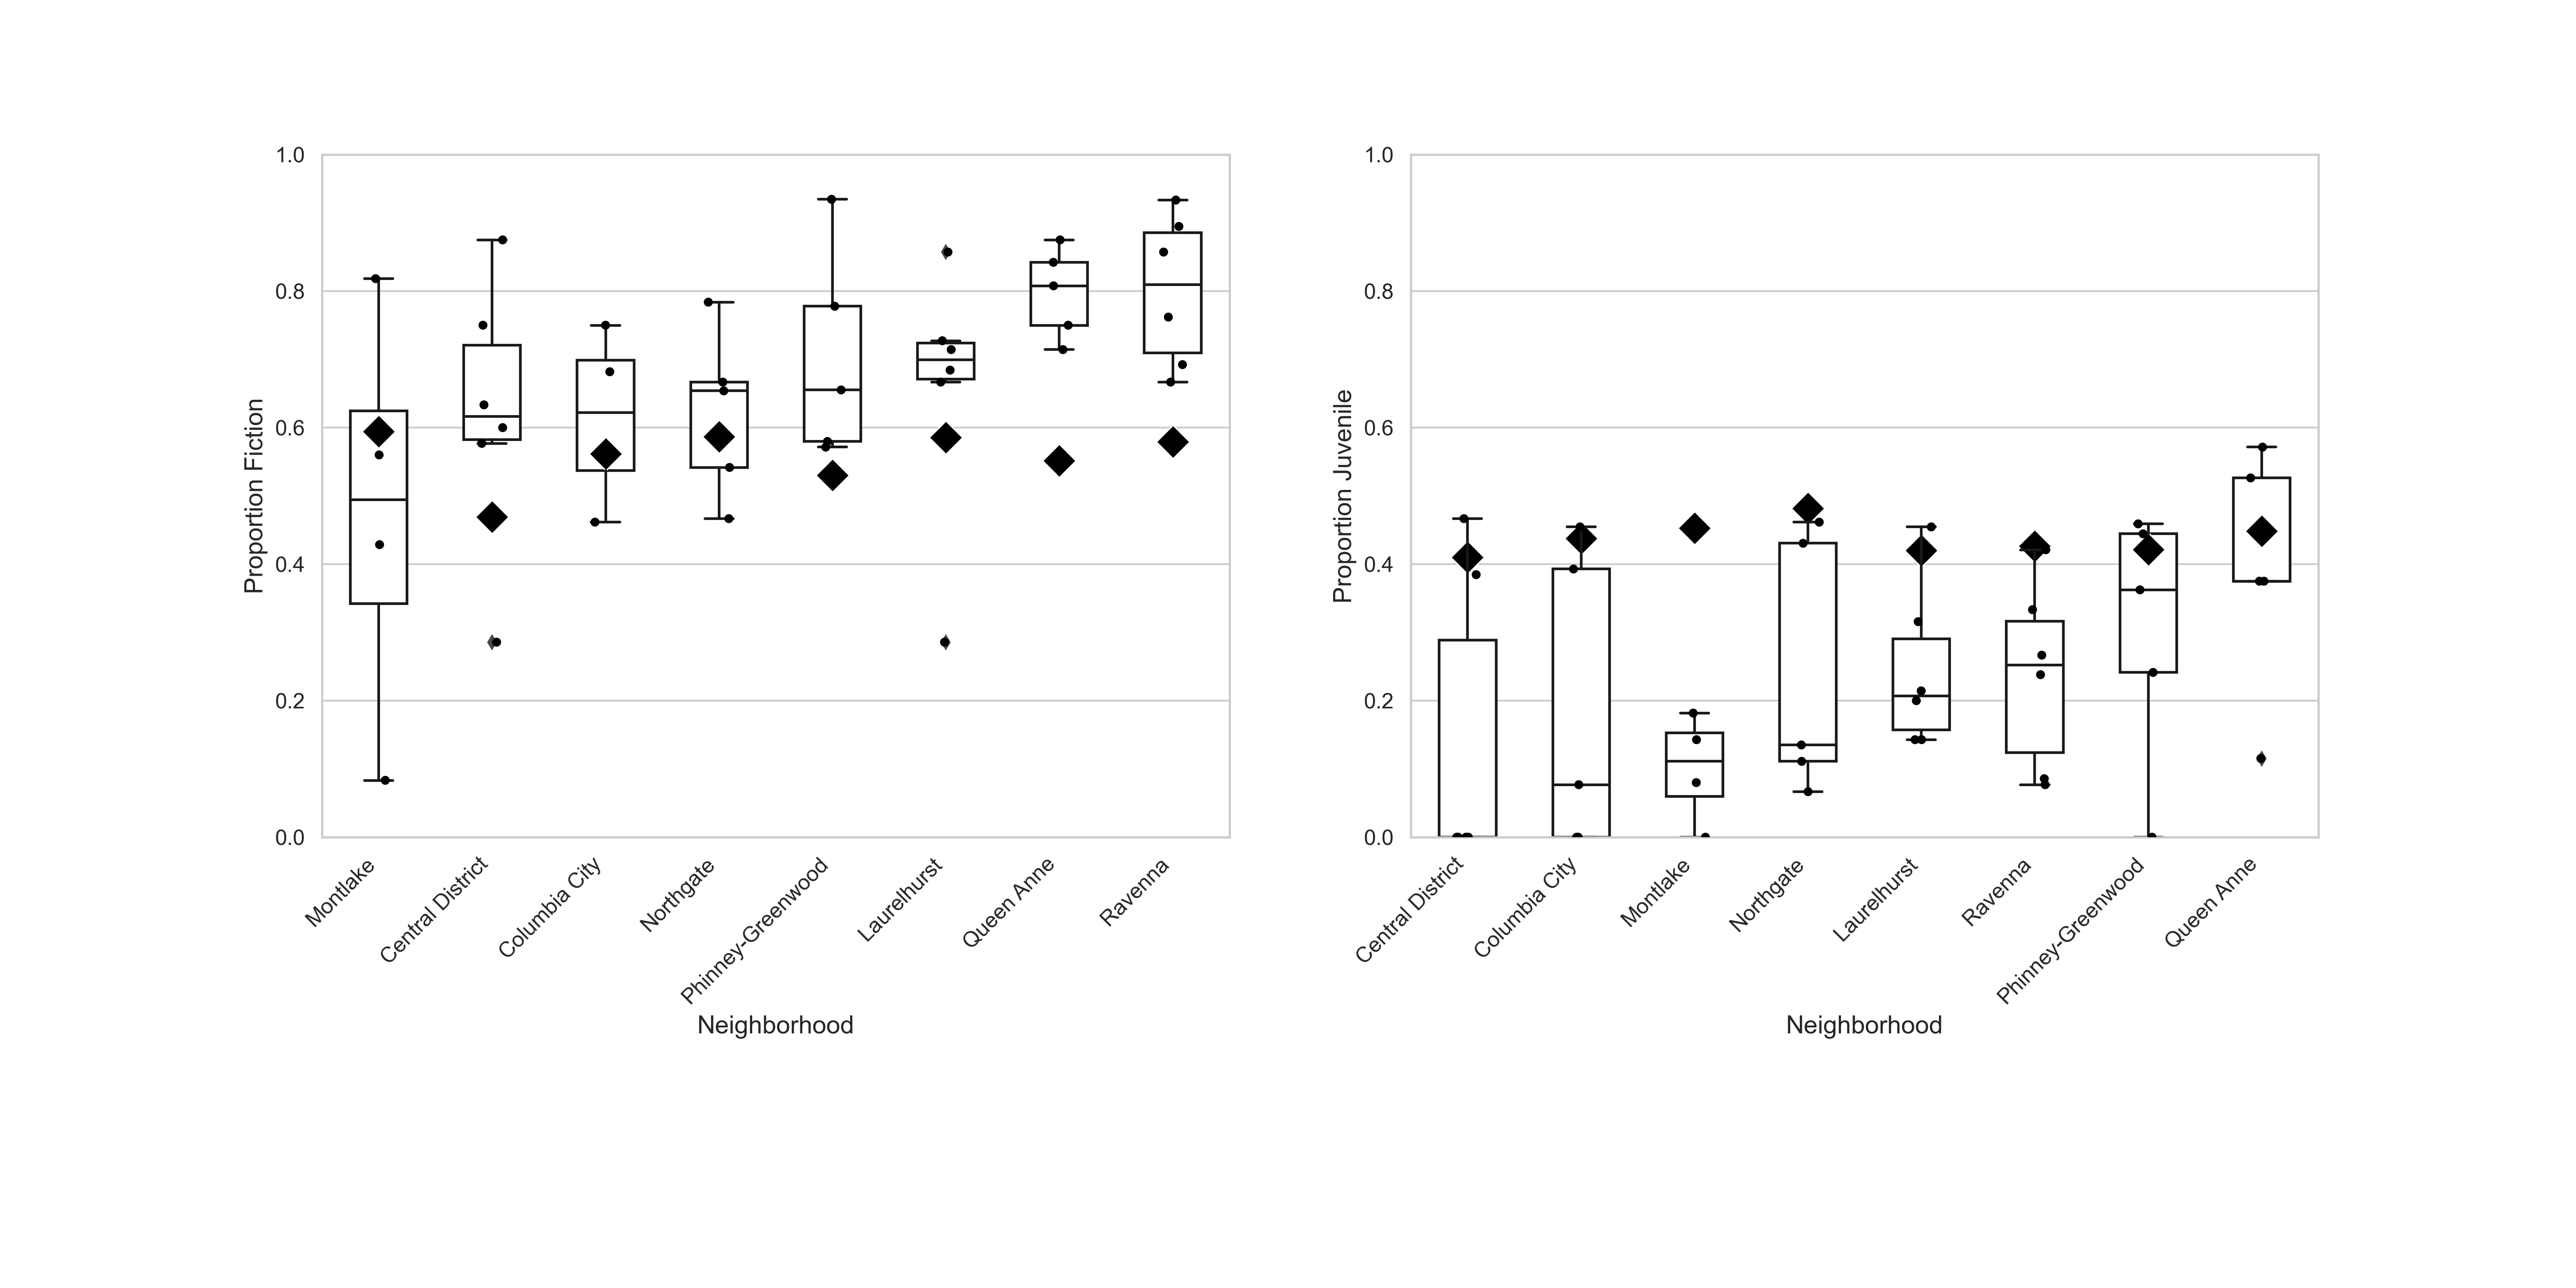 1.0
0.8
0.6
0.4
0.2
0.0
Proportion Fiction
Montlake
Central District
Columbia City
Northgate
Phinney-Greenwood
Laurelhurst
Queen Anne
Ravenna
Neighborhood
1.0
0.8
0.6
0.4
0.2
0.0
Proportion Juvenile
Central District
Columbia City
Montlake
Northgate
Laurelhurst
Ravenna
Phinney-Greenwood
Queen Anne
Neighborhood